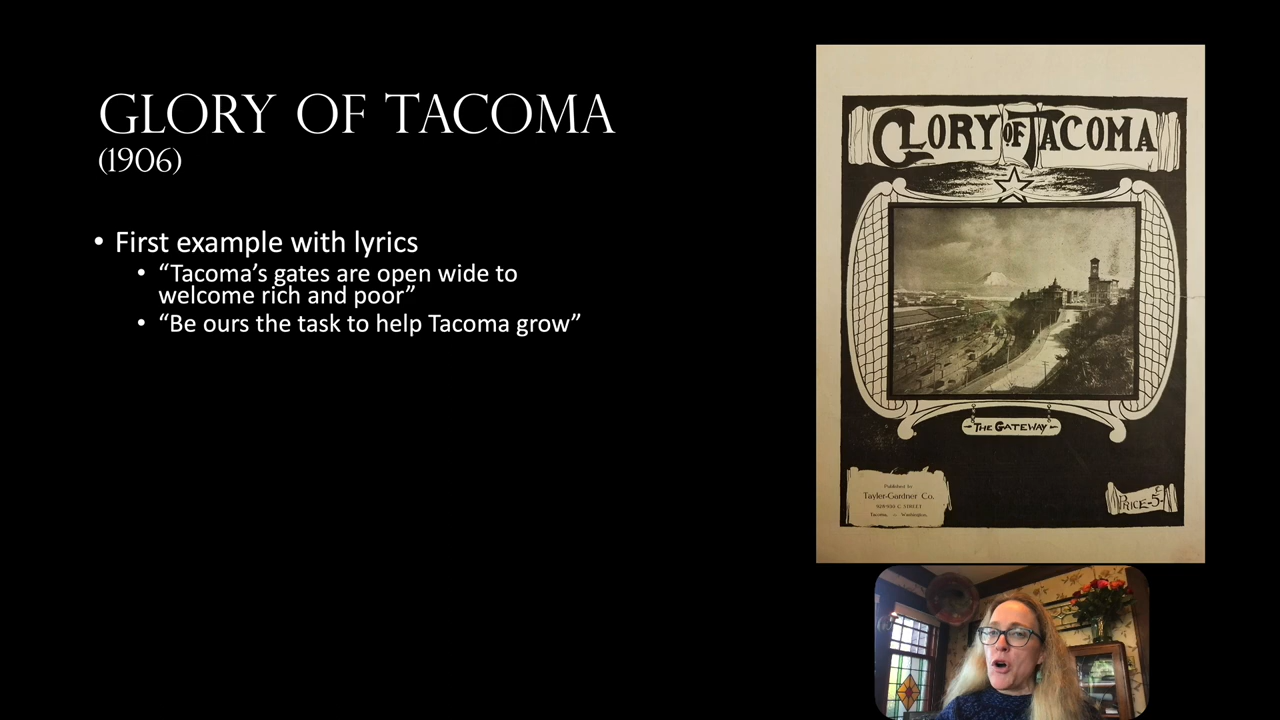 GLORY OF TACOMA
(1906)
• First example with lyrics
• “Tacoma’s gates are open wide to
welcome rich and poor”
• “Be ours the task to help Tacoma grow”
GLORY OF TACOMA
THE GATEWAY
Published by
Tayler-Gardner Co.
C STREET
Tacoma, — Washington.
PRICE-5-